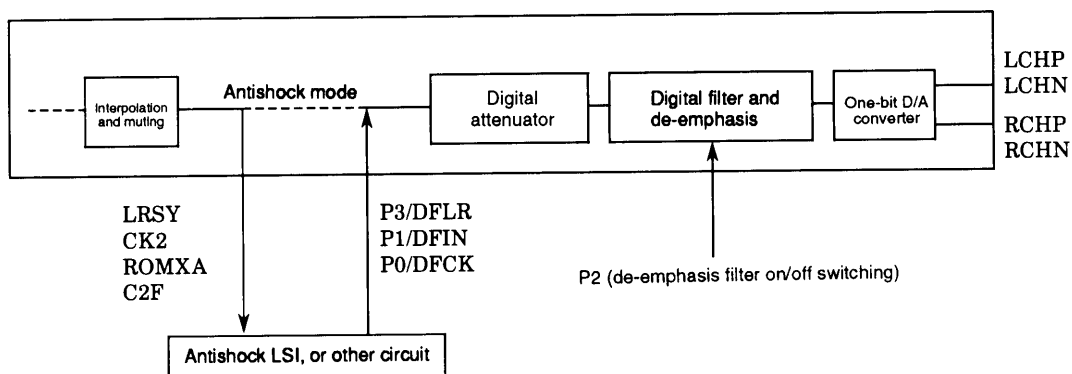 LCHP
LCHN
RCHP
RCHN
Interpolation
and muting
Antishock mode
Digital
attenuator
Digital filter and
de-emphasis
One-bit D/A
converter
LRSY
CK2
ROMXA
C2F
P3/DFLR
P1/DFIN
P0/DFCK
P2 (de-emphasis filter on/off switching)
Antishock LSI, or other circuit